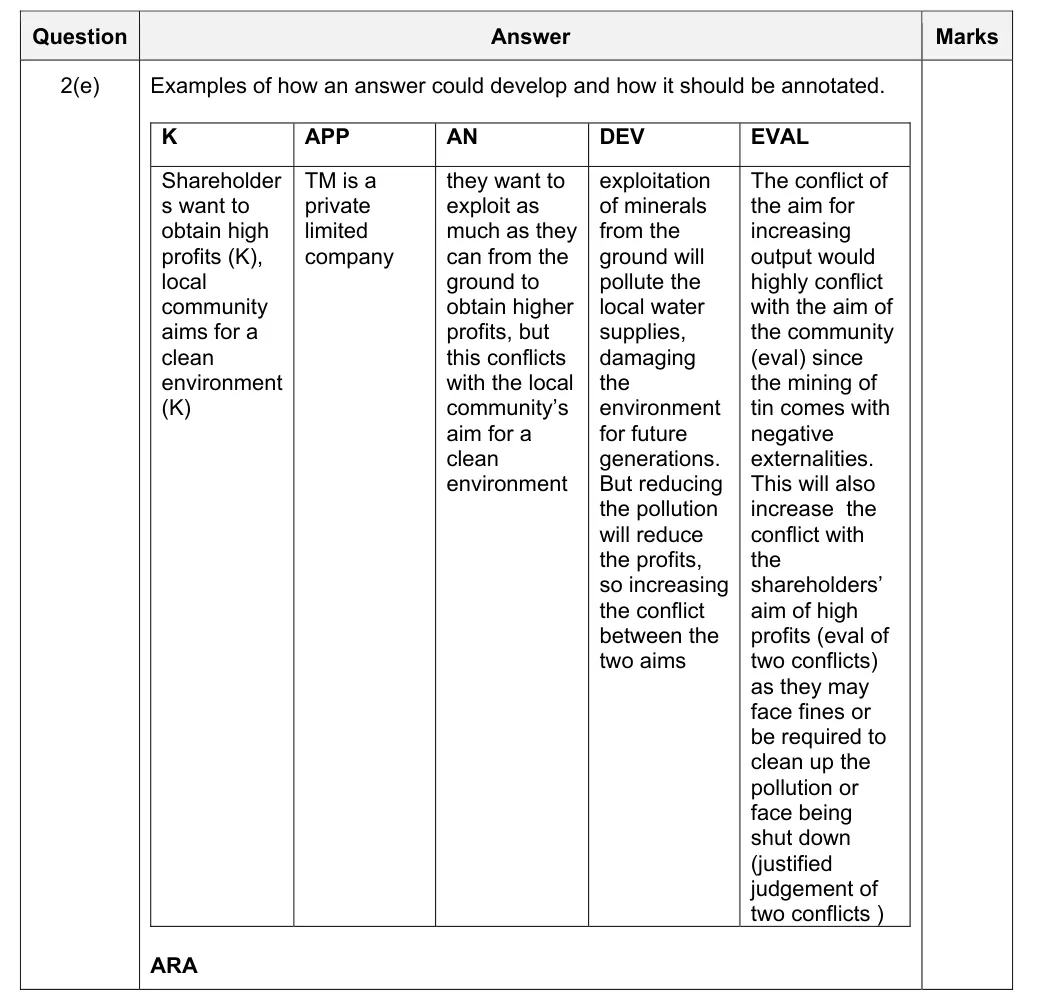 Question Answer Marks
2(e) Examples of how an answer could develop and how it should be annotated.
K APP AN DEV EVAL
Shareholder
s want to
obtain high
profits (K),
local
community
aims for a
clean
environment
(K)
TM is a
private
limited
company
they want to
exploit as
much as they
can from the
ground to
obtain higher
profits, but
this conflicts
with the local
community’s
aim for a
clean
environment
exploitation
of minerals
from the
ground will
pollute the
local water
supplies,
damaging
the
environment
for future
generations.
But reducing
the pollution
will reduce
the profits,
so increasing
the conflict
between the
two aims
The conflict of
the aim for
increasing
output would
highly conflict
with the aim of
the community
(eval) since
the mining of
tin comes with
negative
externalities.
This will also
increase  the
conflict with
the
shareholders’
aim of high
profits (eval of
two conflicts)
as they may
face fines or
be required to
clean up the
pollution or
face being
shut down
(justified
judgement of
two conflicts )
ARA